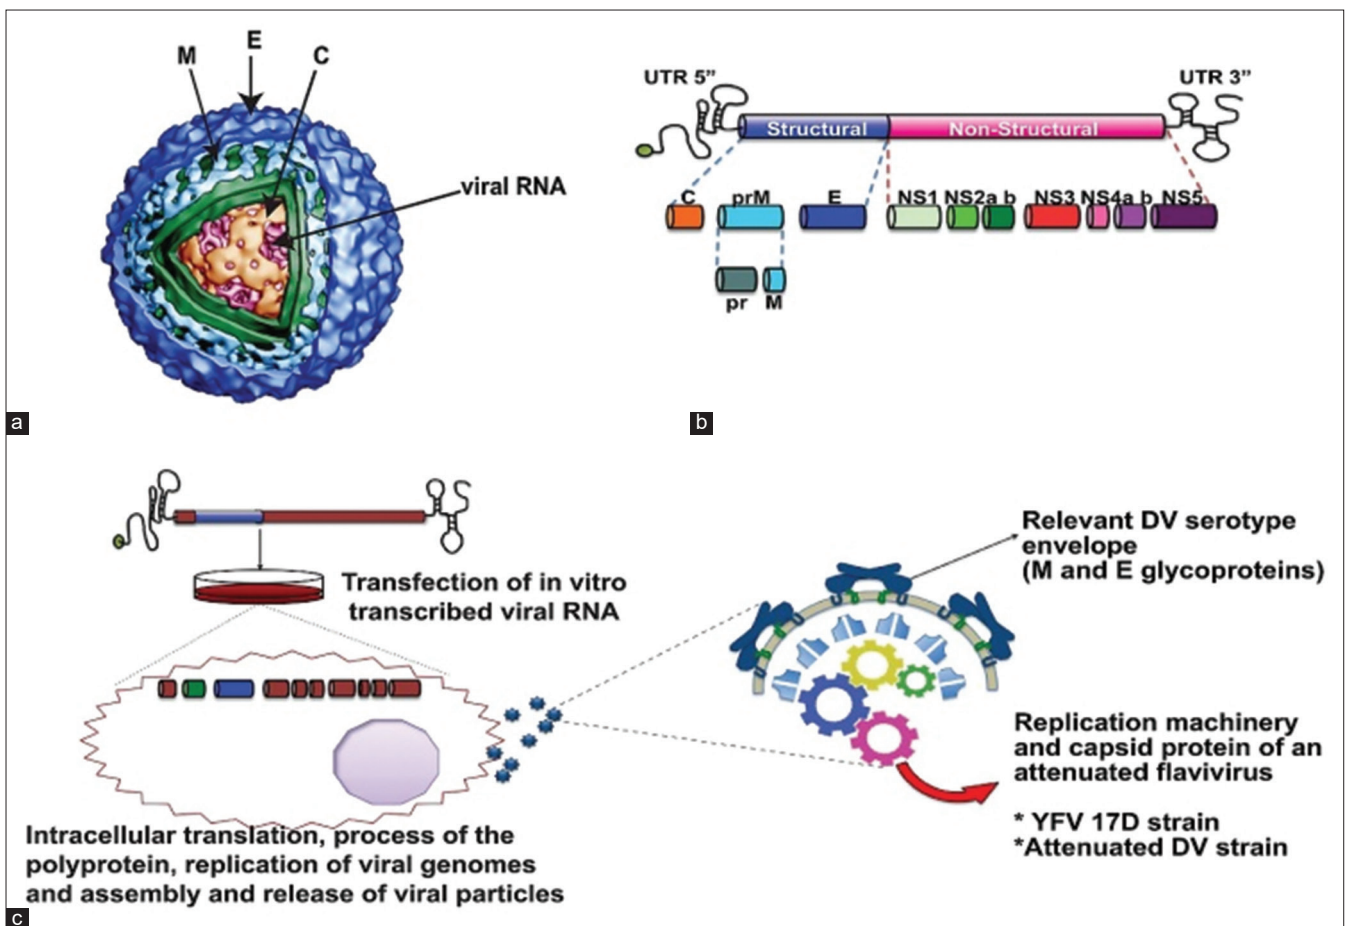 M
E
C
viral RNA
a
UTR 5”
UTR 3”
Structural
Non-Structural
C
prM
E
NS1 NS2a b
NS3 NS4a b NS5
pr
M
b
Transfection of in vitro
transcribed viral RNA
Intracellular translation, process of the
polyprotein, replication of viral genomes
and assembly and release of viral particles
Relevant DV serotype
envelope
(M and E glycoproteins)
Replication machinery
and capsid protein of an
attenuated flavivirus
* YFV 17D strain
*Attenuated DV strain
c